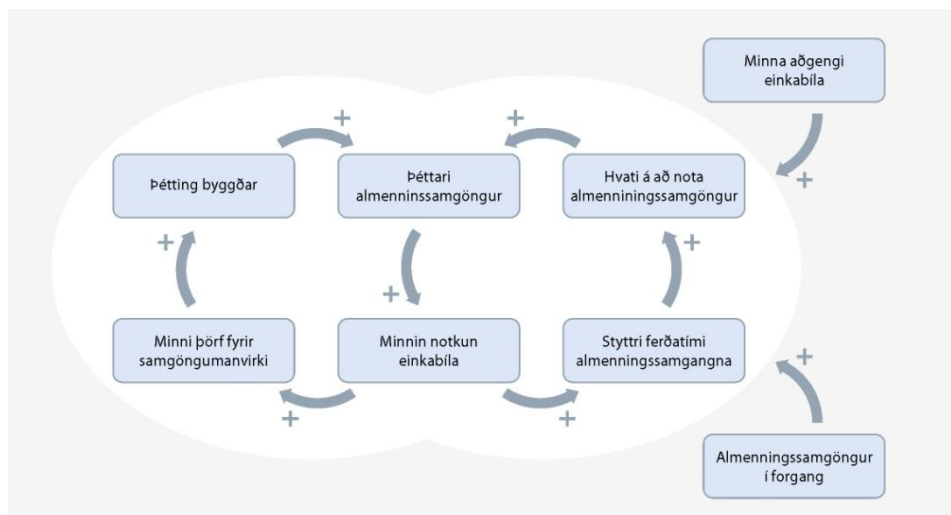 Minna aðgengi
einkabíla
+
+
+
Þétting byggðar
Þéttari
almenninssamgöngur
Hvati á að nota
almenniningssamgöngur
+
+
+
Minni þörf fyrir
samgöngumanvirki
Minnin notkun
einkabíla
Styttri ferðatími
almenningssamgangna
+
+
+
Almenningssamgöngur
í forgang
+